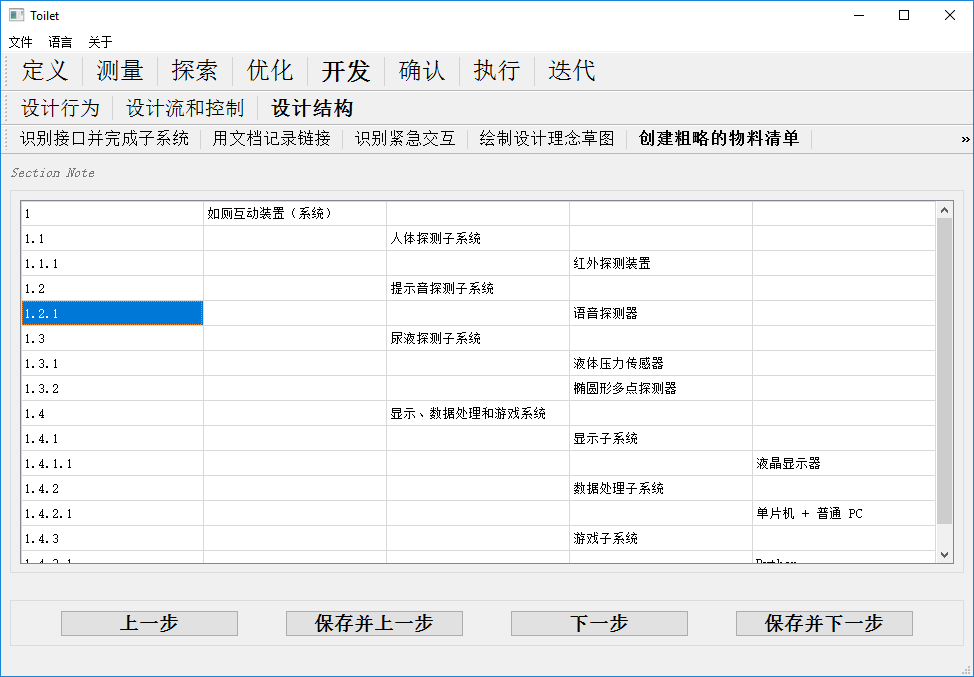 Toilet
文件 语言 关于
定义 测量 探索 优化 开发 确认 执行 迭代
设计行为 设计流和控制 设计结构
识别接口并完成子系统 用文档记录链接 识别紧急交互 绘制设计理念草图 创建粗略的物料清单 »
Section Note
1 如厕互动装置（系统）
1.1 人体探测子系统
1.1.1 红外探测装置
1.2 提示音探测子系统
1.2.1 语音探测器
1.3 尿液探测子系统
1.3.1 液体压力传感器
1.3.2 椭圆形多点探测器
1.4 显示、数据处理和游戏系统
1.4.1 显示子系统
1.4.1.1 液晶显示器
1.4.2 数据处理子系统
1.4.2.1 单片机 + 普通 PC
1.4.3 游戏子系统
上一步 保存并上一步 下一步 保存并下一步